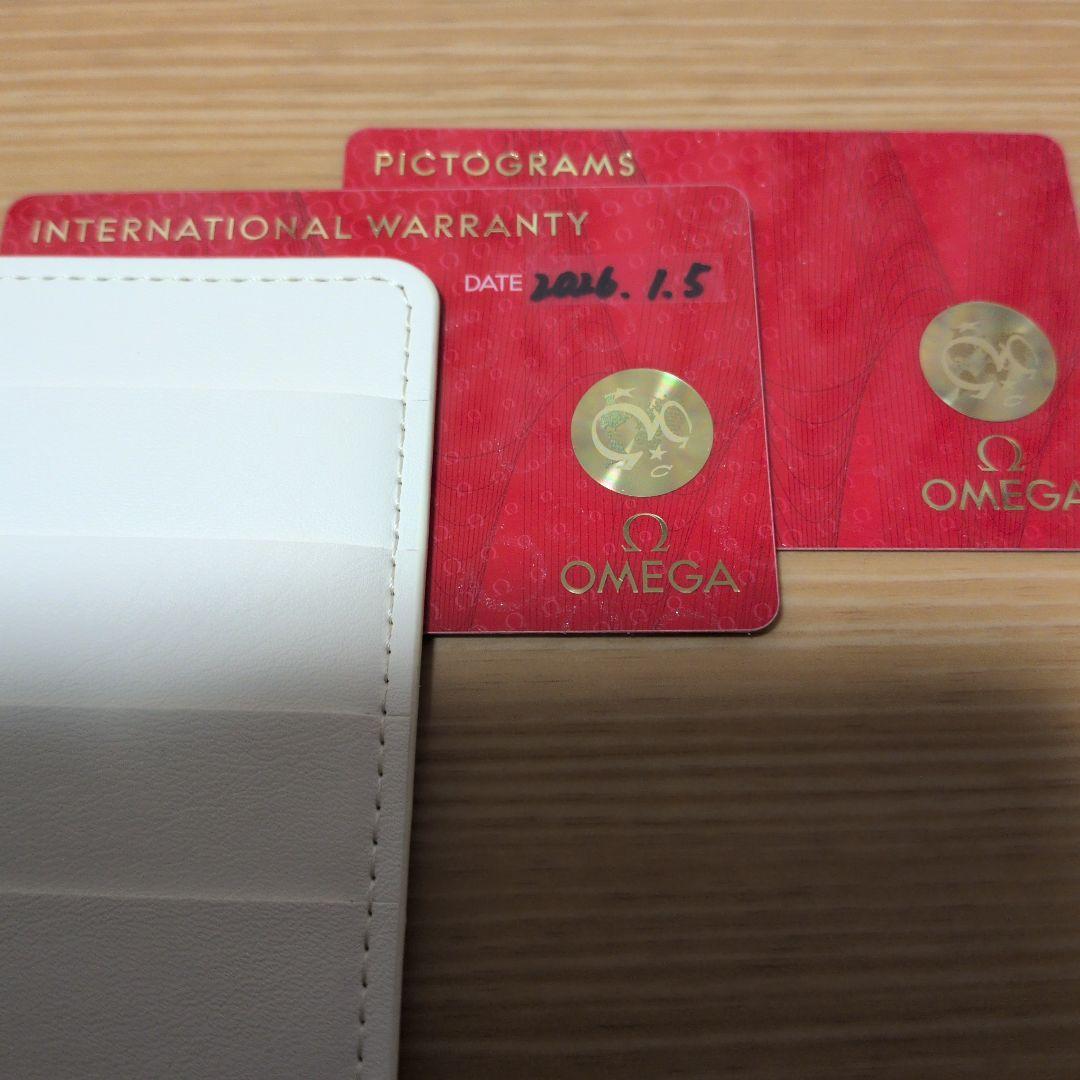 PICTOGRAMS
INTERNATIONAL WARRANTY
DATE 2026.1.5
Ω
OMEGA
Ω
OMEGA